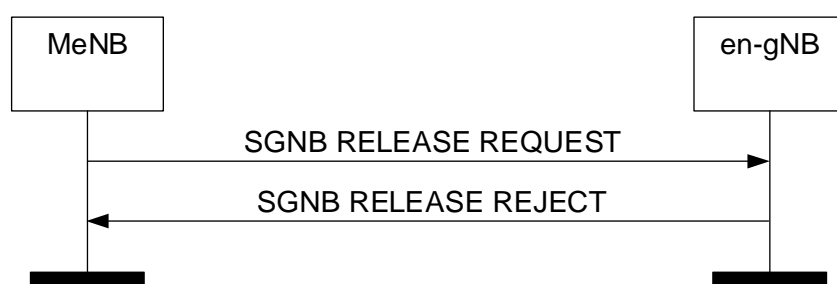 MeNB
en-gNB
SGNB RELEASE REQUEST
SGNB RELEASE REJECT